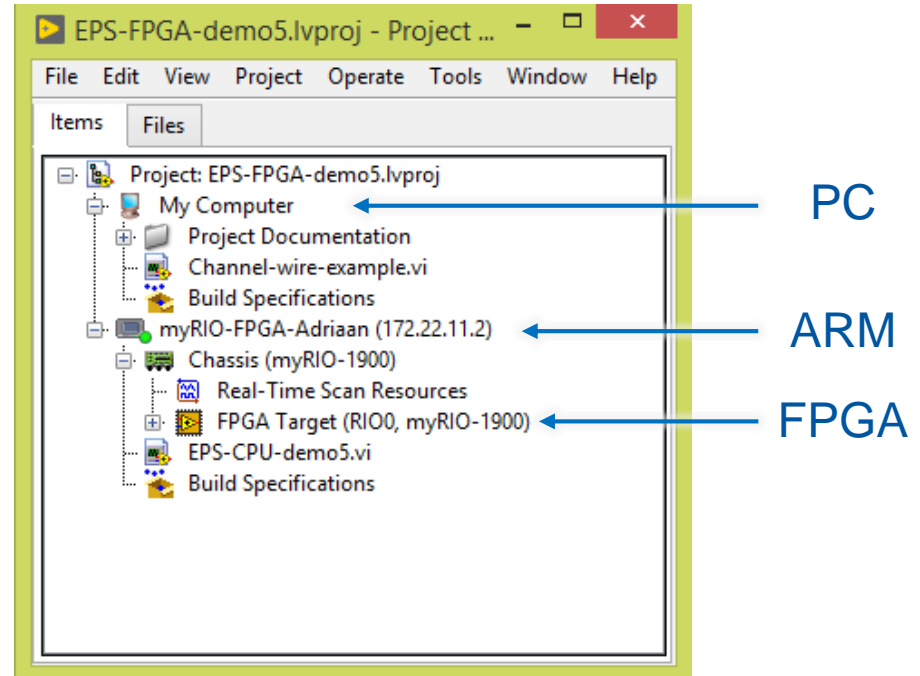 EPS-FPGA-demo5.lvproj - Project ...
File Edit View Project Operate Tools Window Help
Items Files
Project: EPS-FPGA-demo5.lvproj
My Computer
PC
Project Documentation
Channel-wire-example.vi
Build Specifications
myRIO-FPGA-Adriaan (172.22.11.2)
ARM
Chassis (myRIO-1900)
Real-Time Scan Resources
FPGA Target (RIO0, myRIO-1900)
FPGA
EPS-CPU-demo5.vi
Build Specifications